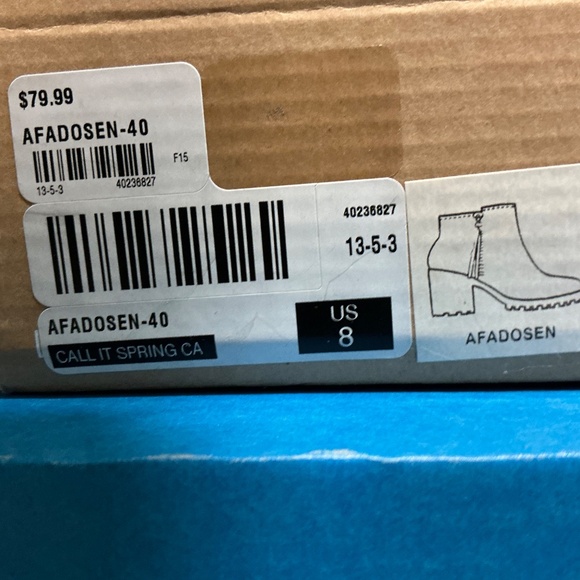 $79.99
AFADOSEN-40
F15
13-5-3 40236827
40236827
13-5-3
AFADOSEN-40
CALL IT SPRING CA
US
8
AFADOSEN